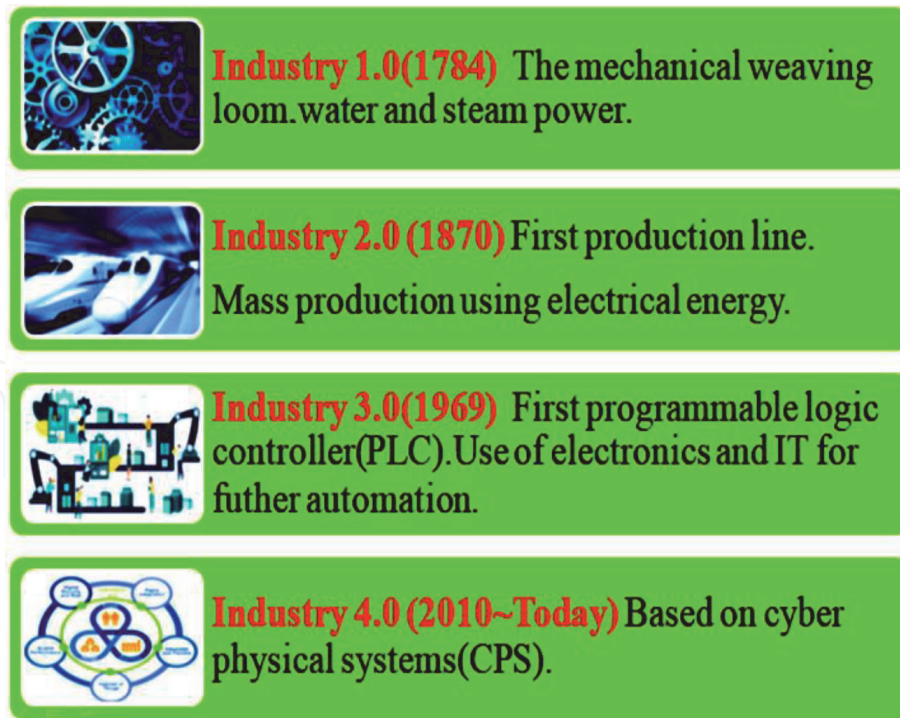 Industry 1.0(1784) The mechanical weaving
loom.water and steam power.
Industry 2.0 (1870) First production line.
Mass production using electrical energy.
Industry 3.0(1969) First programmable logic
controller(PLC).Use of electronics and IT for
futher automation.
Industry 4.0 (2010~Today) Based on cyber
physical systems(CPS).